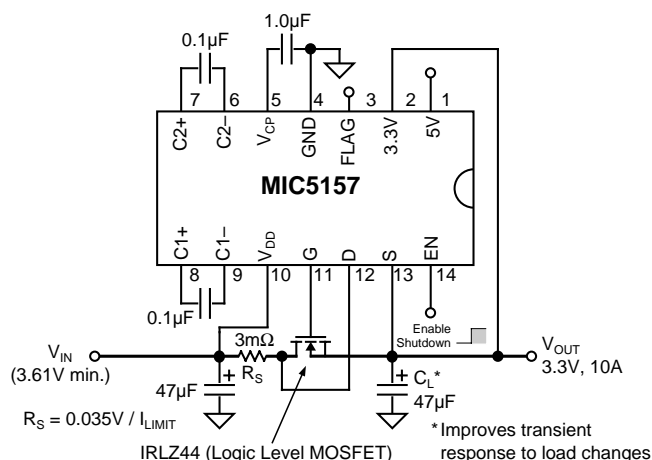 1.0µF
0.1µF
7 6 5 4 3 2 1
C2+ C2– VCP GND FLAG 3.3V 5V
MIC5157
C1+ C1– VDD G D S EN
8 9 10 11 12 13 14
0.1µF
Enable
Shutdown
3mΩ
VIN
(3.61V min.)
RS
VOUT
3.3V, 10A
+
47µF
+ CL*
47µF
RS = 0.035V / ILIMIT
IRLZ44 (Logic Level MOSFET)
*Improves transient
response to load changes